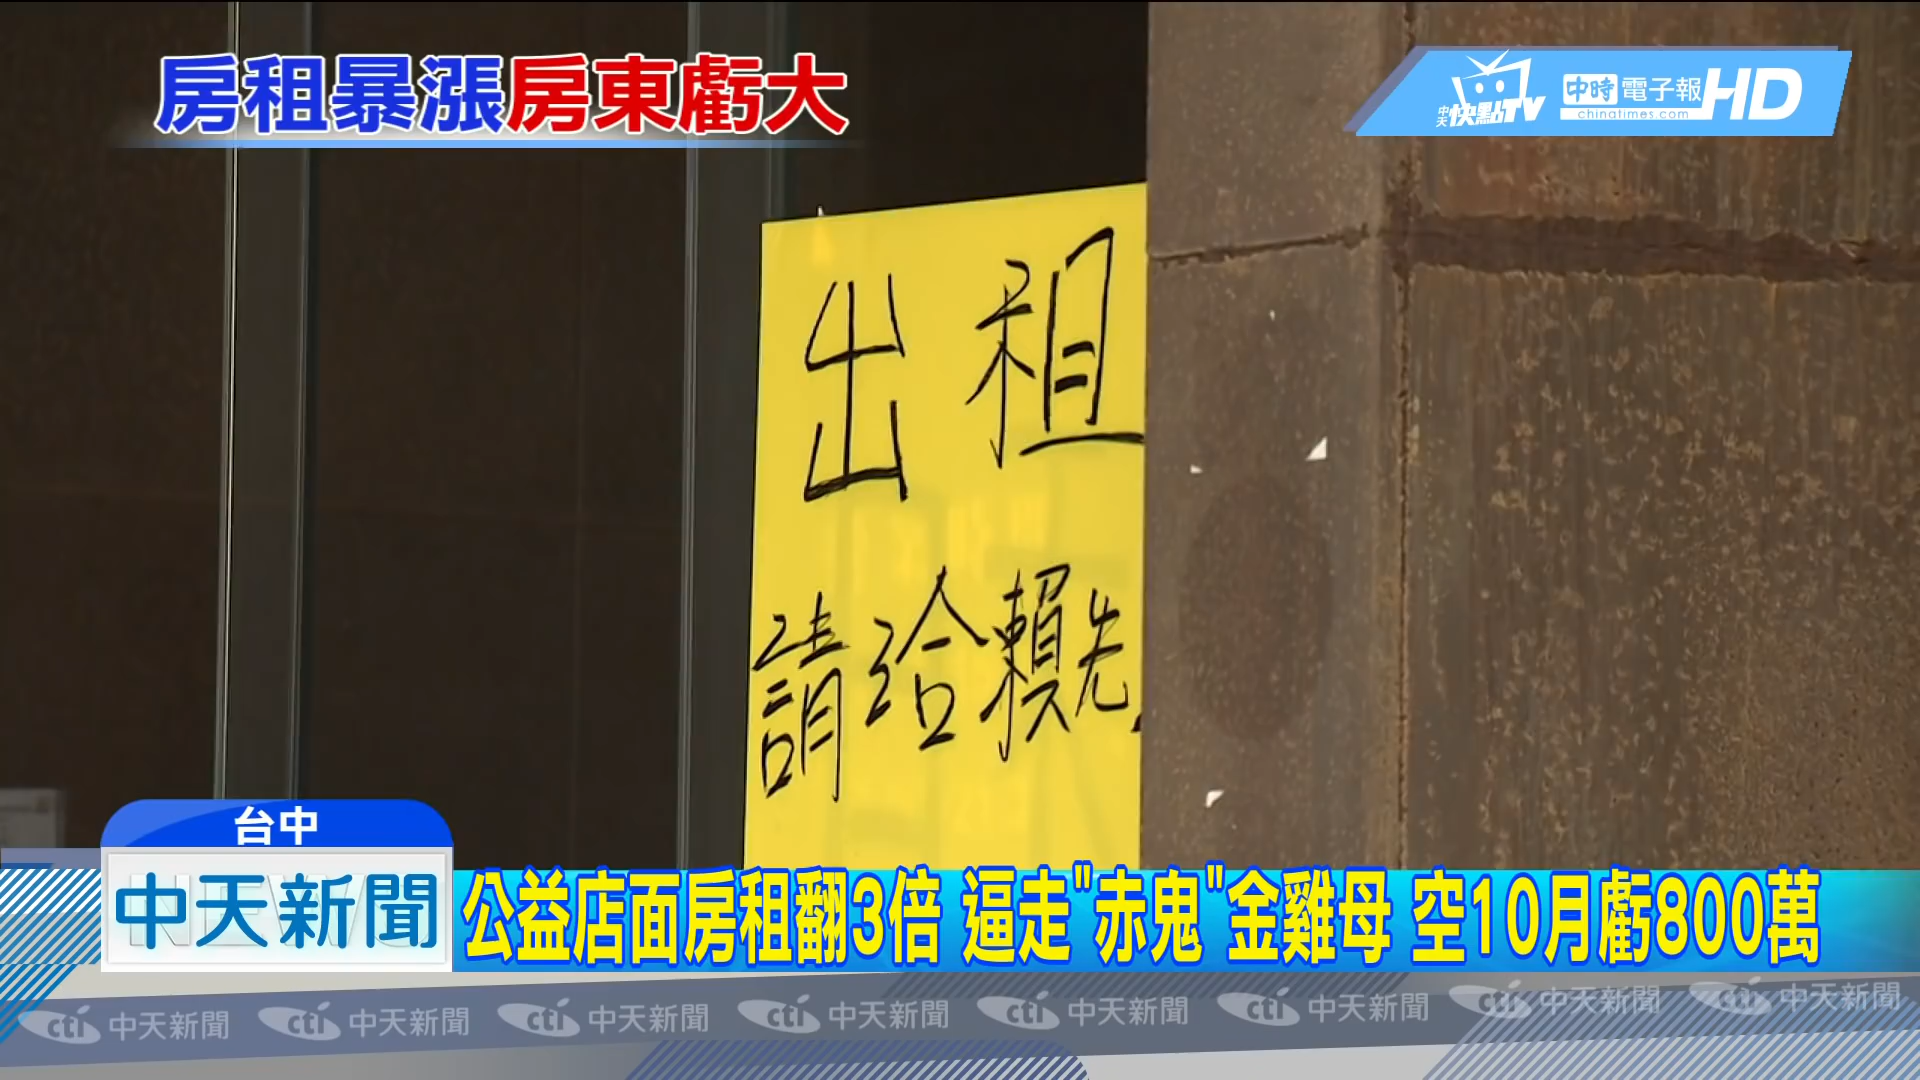 房租暴漲房東虧大
中天快點TV
中時電子報HD
chinatimes.com
出租
請洽賴先
台中
中天新聞
公益店面房租翻3倍 逼走"赤鬼"金雞母 空10月虧800萬
cti 中天新聞 cti 中天新聞 cti 中天新聞 cti 中天新聞 cti 中天新聞 cti 中天新聞 cti 中天新聞 cti 中天新聞